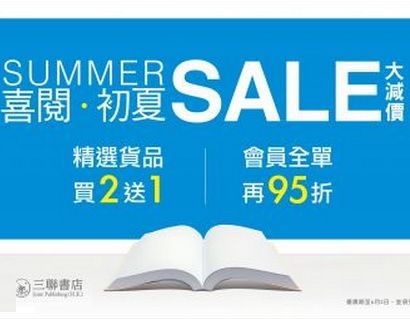 SUMMER
喜閱·初夏
SALE
大減價
精選貨品
買2送1
會員全單
再95折
三聯書店
Joint Publishing (H.K.)